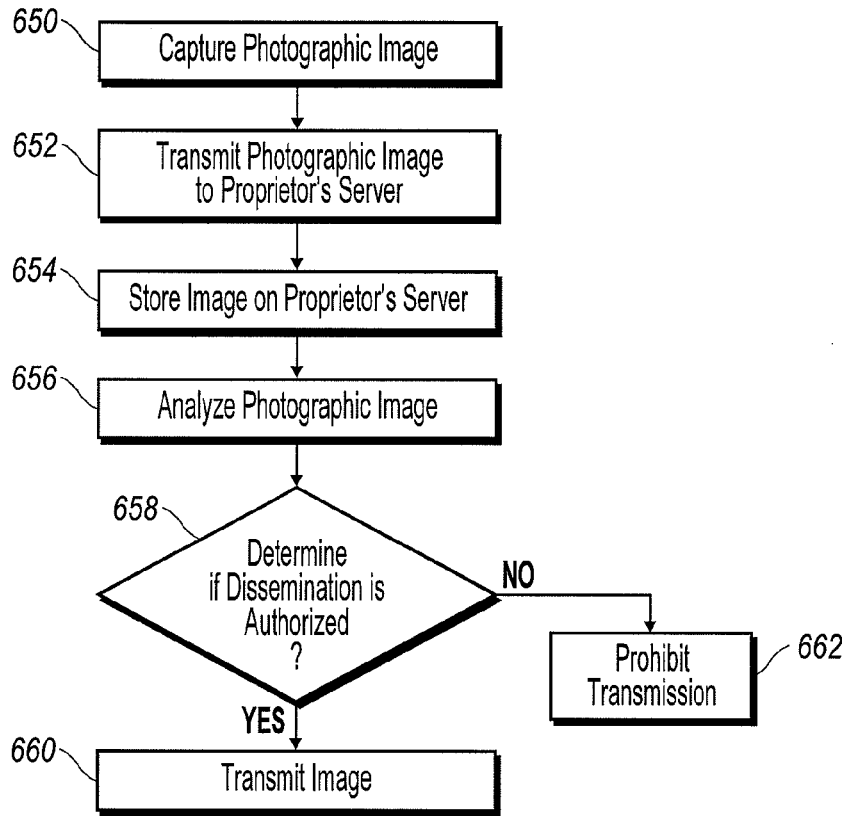 650
Capture Photographic Image
652
Transmit Photographic Image
to Proprietor's Server
654
Store Image on Proprietor's Server
656
Analyze Photographic Image
658
Determine
if Dissemination is
Authorized
?
NO
Prohibit
Transmission
662
YES
660
Transmit Image